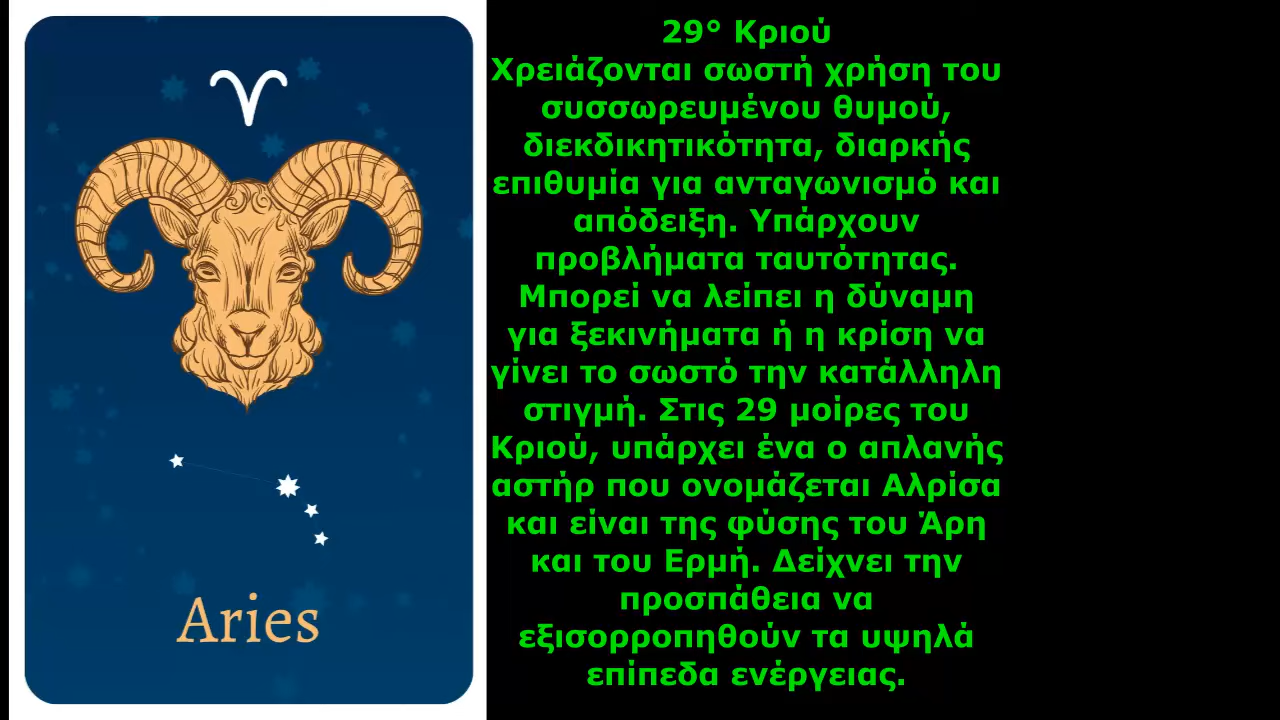 ♈
Aries
29° Κριού
Χρειάζονται σωστή χρήση του
συσσωρευμένου θυμού,
διεκδικητικότητα, διαρκής
επιθυμία για ανταγωνισμό και
απόδειξη. Υπάρχουν
προβλήματα ταυτότητας.
Μπορεί να λείπει η δύναμη
για ξεκινήματα ή η κρίση να
γίνει το σωστό την κατάλληλη
στιγμή. Στις 29 μοίρες του
Κριού, υπάρχει ένα ο απλανής
αστήρ που ονομάζεται Αλρίσα
και είναι της φύσης του Άρη
και του Ερμή. Δείχνει την
προσπάθεια να
εξισορροπηθούν τα υψηλά
επίπεδα ενέργειας.